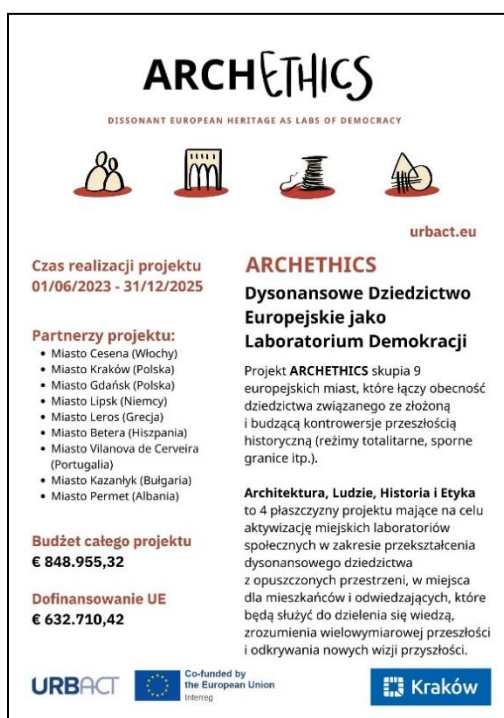 ARCHETHICS
DISSONANT EUROPEAN HERITAGE AS LABS OF DEMOCRACY
urbact.eu
Czas realizacji projektu
01/06/2023 - 31/12/2025
Partnerzy projektu:
• Miasto Cesena (Włochy)
• Miasto Kraków (Polska)
• Miasto Gdańsk (Polska)
• Miasto Lipsk (Niemcy)
• Miasto Leros (Grecja)
• Miasto Betera (Hiszpania)
• Miasto Vilanova de Cerveira
(Portugalia)
• Miasto Kazanłyk (Bułgaria)
• Miasto Permet (Albania)
Budżet całego projektu
€ 848.955,32
Dofinansowanie UE
€ 632.710,42
ARCHETHICS
Dysonansowe Dziedzictwo
Europejskie jako
Laboratorium Demokracji
Projekt ARCHETHICS skupia 9
europejskich miast, które łączy obecność
dziedzictwa związanego ze złożoną
i budzącą kontrowersje przeszłością
historyczną (reżimy totalitarne, sporne
granice itp.).
Architektura, Ludzie, Historia i Etyka
to 4 płaszczyzny projektu mające na celu
aktywizację miejskich laboratoriów
społecznych w zakresie przekształcenia
dysonansowego dziedzictwa
z opuszczonych przestrzeni, w miejsca
dla mieszkańców i odwiedzających, które
będą służyć do dzielenia się wiedzą,
zrozumienia wielowymiarowej przeszłości
i odkrywania nowych wizji przyszłości.
URBACT
Co-funded by
the European Union
Interreg
Kraków